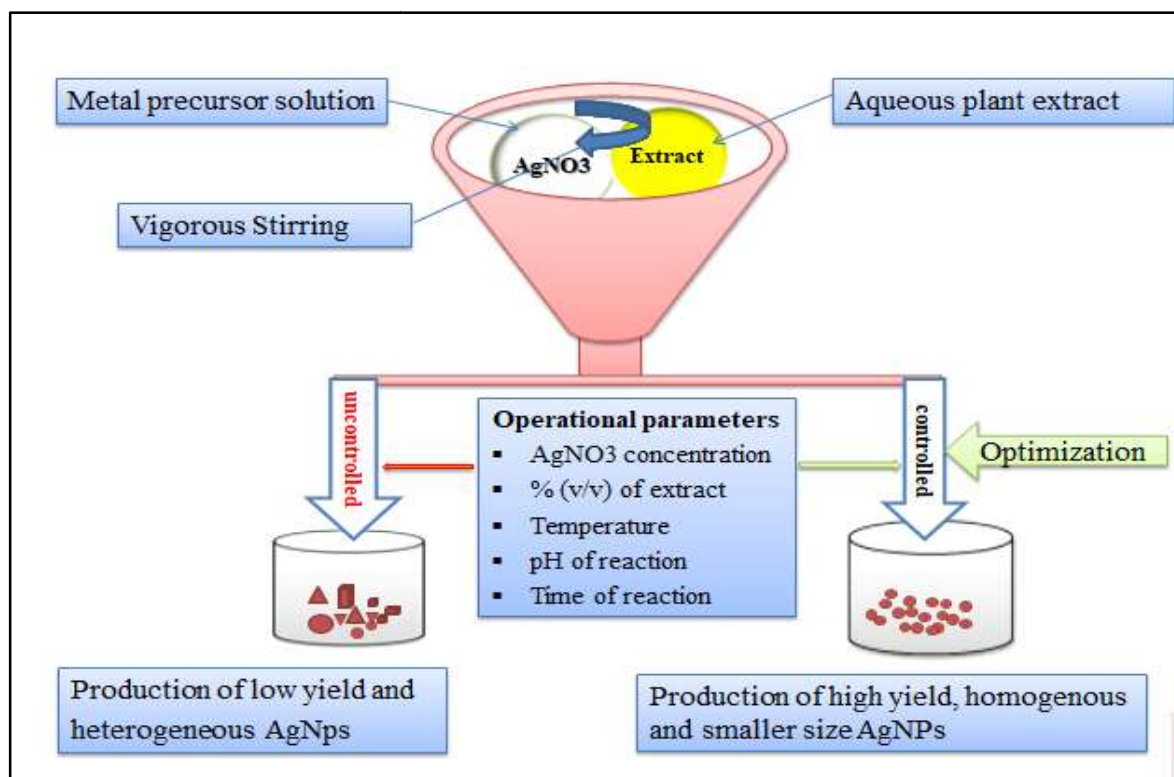 Metal precursor solution
Aqueous plant extract
AgNO3
Extract
Vigorous Stirring
uncontrolled
Operational parameters
▪ AgNO3 concentration
▪ % (v/v) of extract
▪ Temperature
▪ pH of reaction
▪ Time of reaction
controlled
Optimization
Production of low yield and
heterogeneous AgNps
Production of high yield, homogenous
and smaller size AgNPs